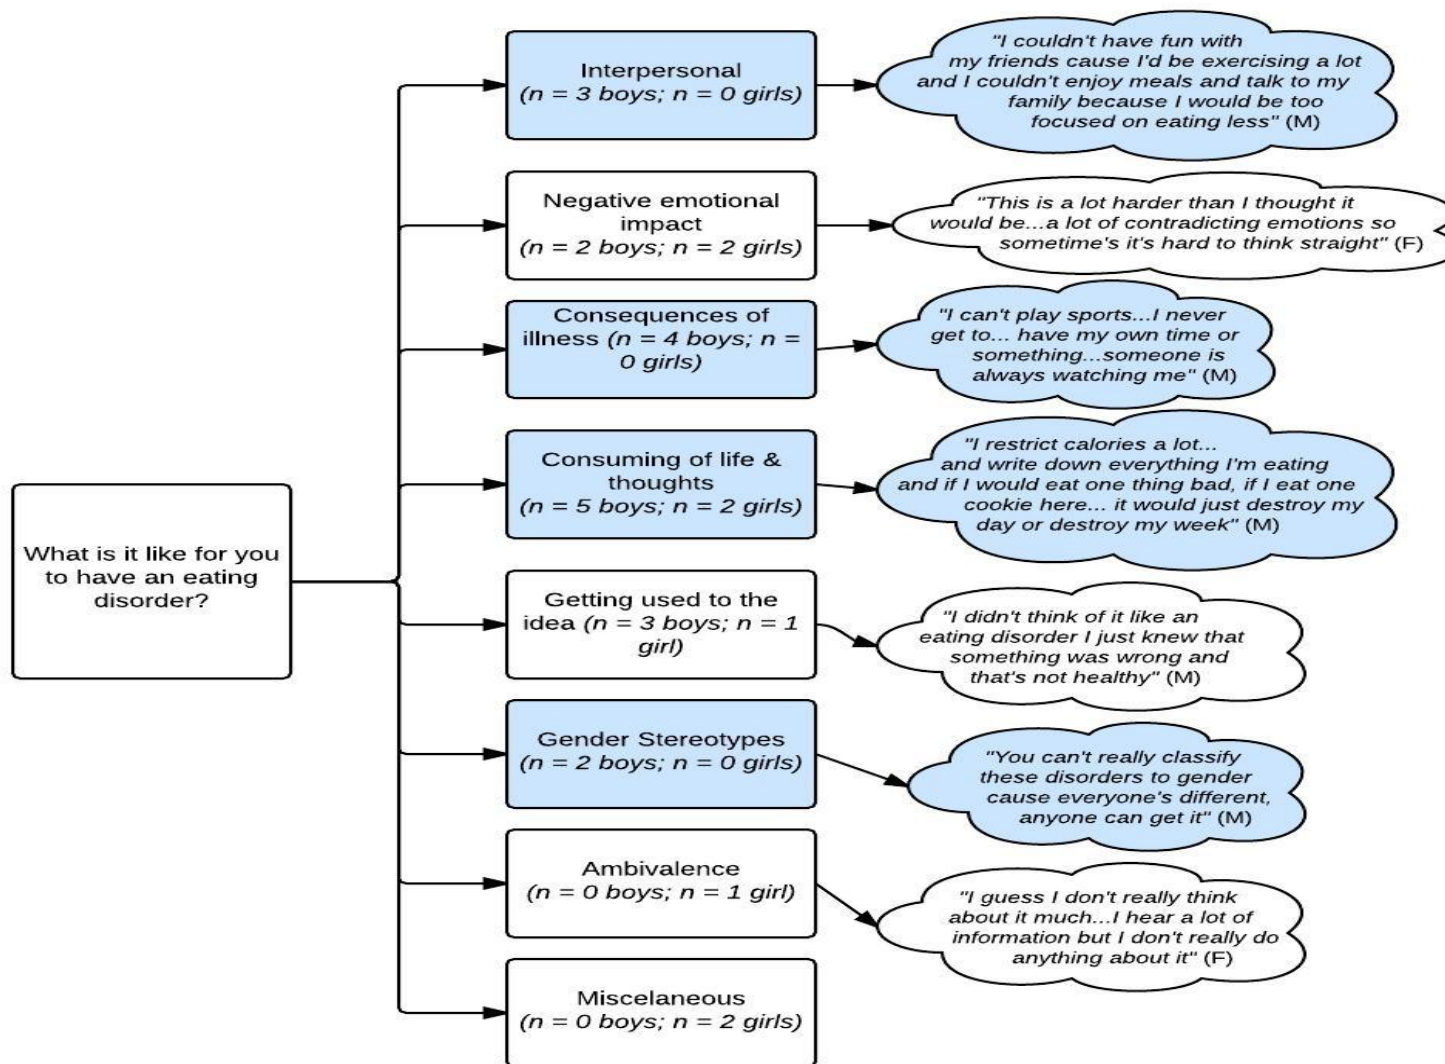 Interpersonal
(n = 3 boys; n = 0 girls)
"I couldn't have fun with
my friends cause I'd be exercising a lot
and I couldn't enjoy meals and talk to my
family because I would be too
focused on eating less" (M)
Negative emotional
impact
(n = 2 boys; n = 2 girls)
"This is a lot harder than I thought it
would be...a lot of contradicting emotions so
sometime's it's hard to think straight" (F)
Consequences of
illness (n = 4 boys; n =
0 girls)
"I can't play sports...I never
get to... have my own time or
something...someone is
always watching me" (M)
Consuming of life &
thoughts
(n = 5 boys; n = 2 girls)
"I restrict calories a lot...
and write down everything I'm eating
and if I would eat one thing bad, if I eat one
cookie here... it would just destroy my
day or destroy my week" (M)
What is it like for you
to have an eating
disorder?
Getting used to the
idea (n = 3 boys; n = 1
girl)
"I didn't think of it like an
eating disorder I just knew that
something was wrong and
that's not healthy" (M)
Gender Stereotypes
(n = 2 boys; n = 0 girls)
"You can't really classify
these disorders to gender
cause everyone's different,
anyone can get it" (M)
Ambivalence
(n = 0 boys; n = 1 girl)
"I guess I don't really think
about it much...I hear a lot of
information but I don't really do
anything about it" (F)
Miscelaneous
(n = 0 boys; n = 2 girls)